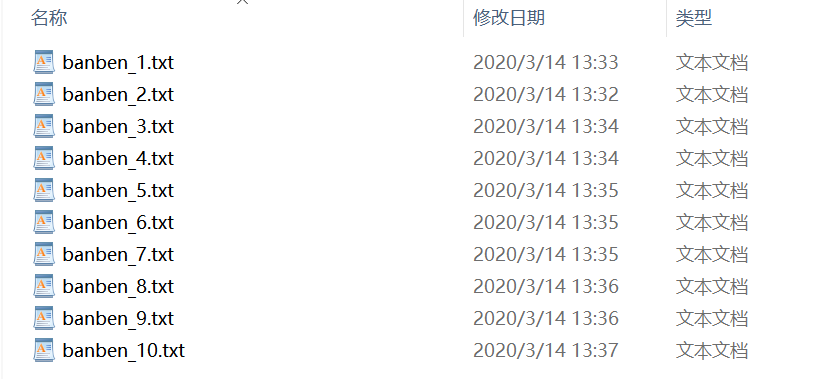 名称 修改日期 类型
banben_1.txt 2020/3/14 13:33 文本文档
banben_2.txt 2020/3/14 13:32 文本文档
banben_3.txt 2020/3/14 13:34 文本文档
banben_4.txt 2020/3/14 13:34 文本文档
banben_5.txt 2020/3/14 13:35 文本文档
banben_6.txt 2020/3/14 13:35 文本文档
banben_7.txt 2020/3/14 13:35 文本文档
banben_8.txt 2020/3/14 13:36 文本文档
banben_9.txt 2020/3/14 13:36 文本文档
banben_10.txt 2020/3/14 13:37 文本文档